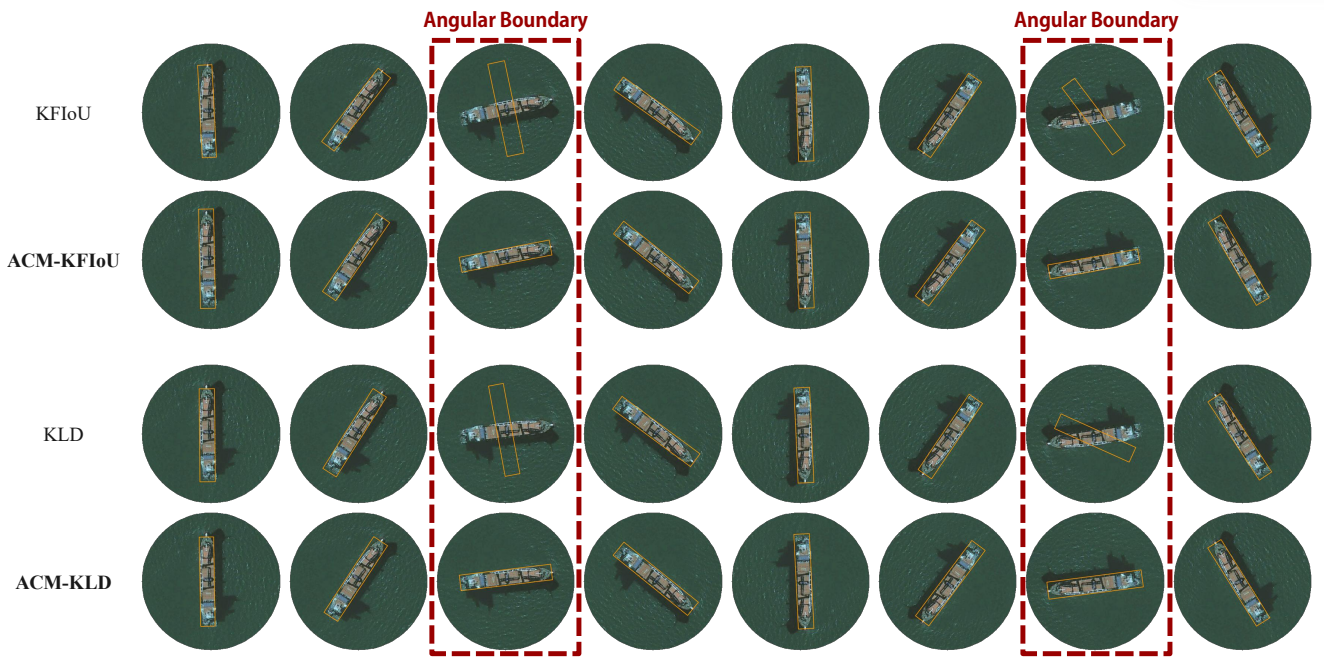 Angular Boundary
Angular Boundary
KFIoU
ACM-KFIoU
KLD
ACM-KLD